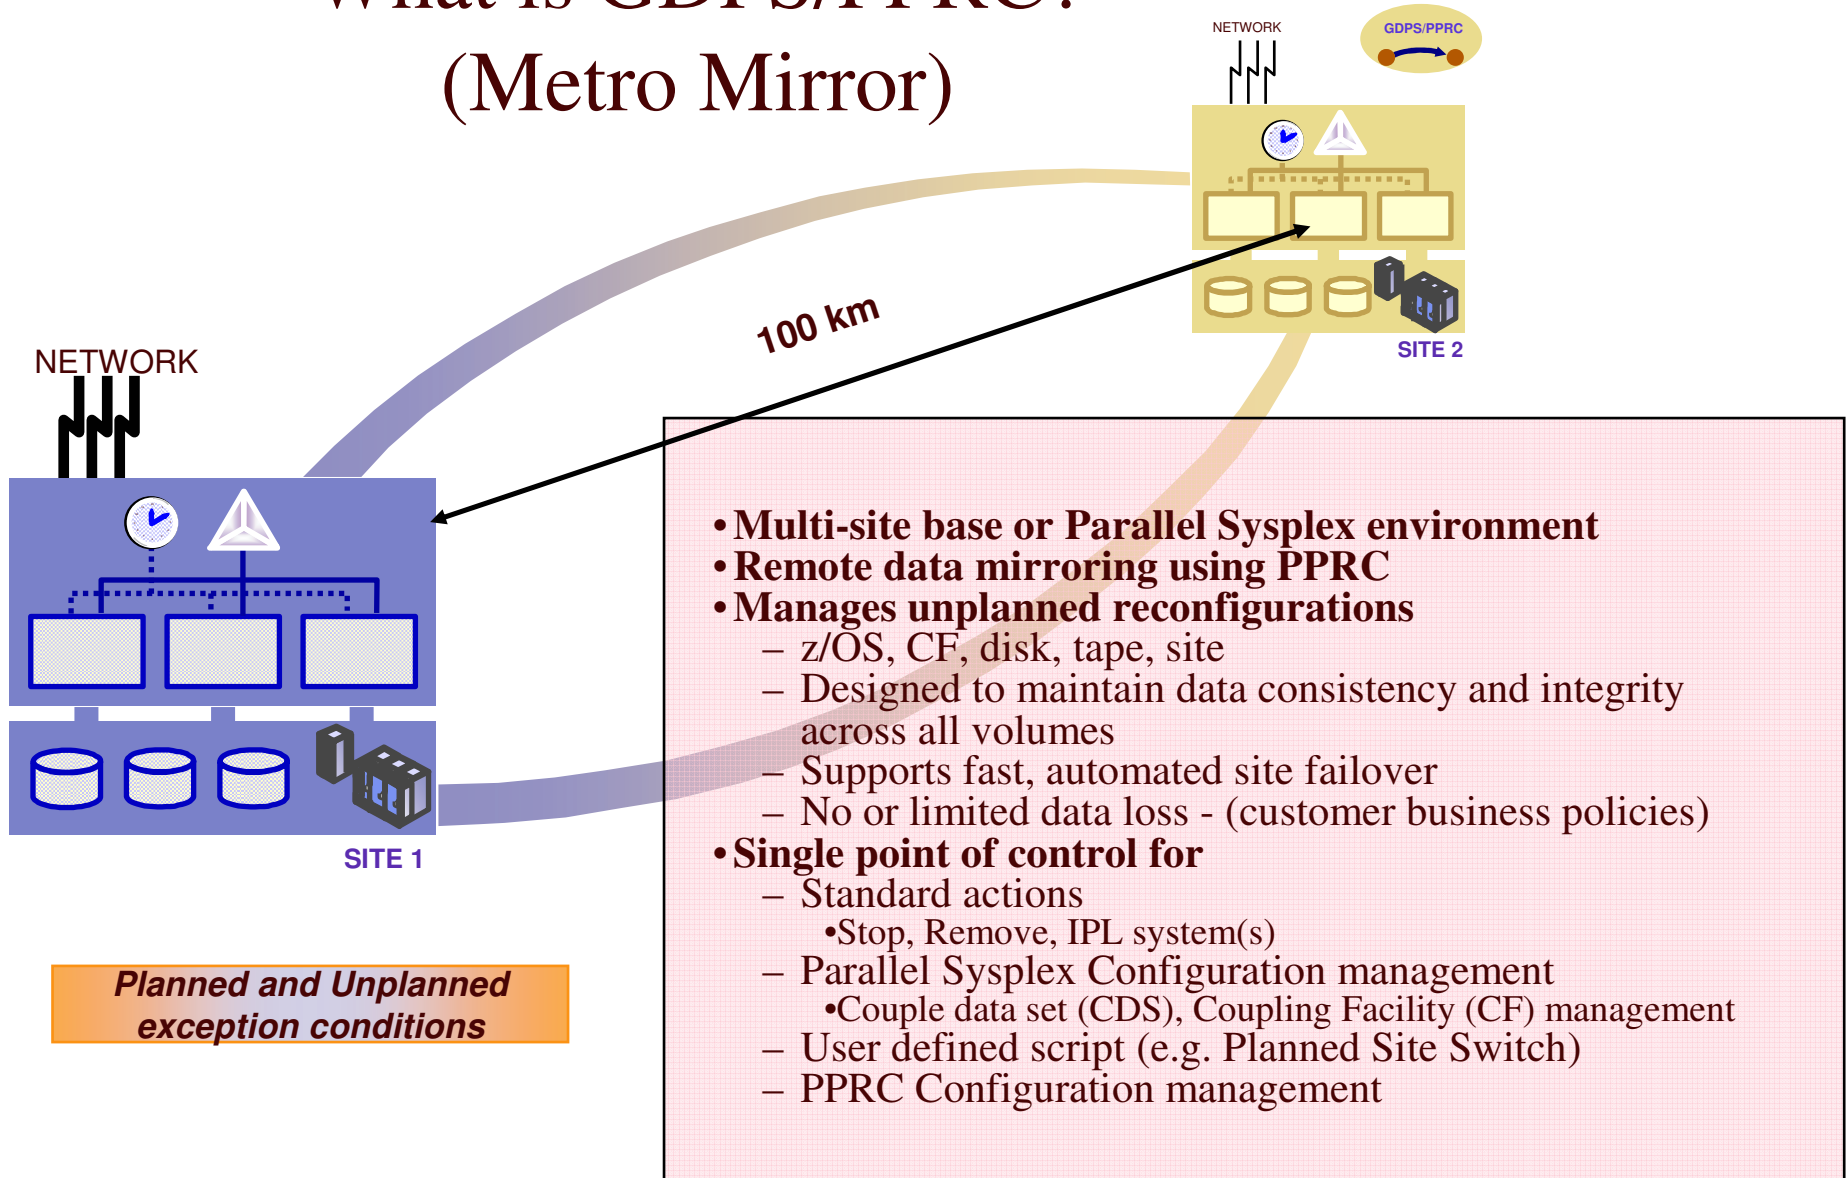 What is GDPS/PPRC?
(Metro Mirror)
NETWORK
GDPS/PPRC
SITE 2
100 km
NETWORK
SITE 1
Planned and Unplanned
exception conditions
•Multi-site base or Parallel Sysplex environment
•Remote data mirroring using PPRC
•Manages unplanned reconfigurations
– z/OS, CF, disk, tape, site
– Designed to maintain data consistency and integrity
across all volumes
– Supports fast, automated site failover
– No or limited data loss - (customer business policies)
•Single point of control for
– Standard actions
•Stop, Remove, IPL system(s)
– Parallel Sysplex Configuration management
•Couple data set (CDS), Coupling Facility (CF) management
– User defined script (e.g. Planned Site Switch)
– PPRC Configuration management